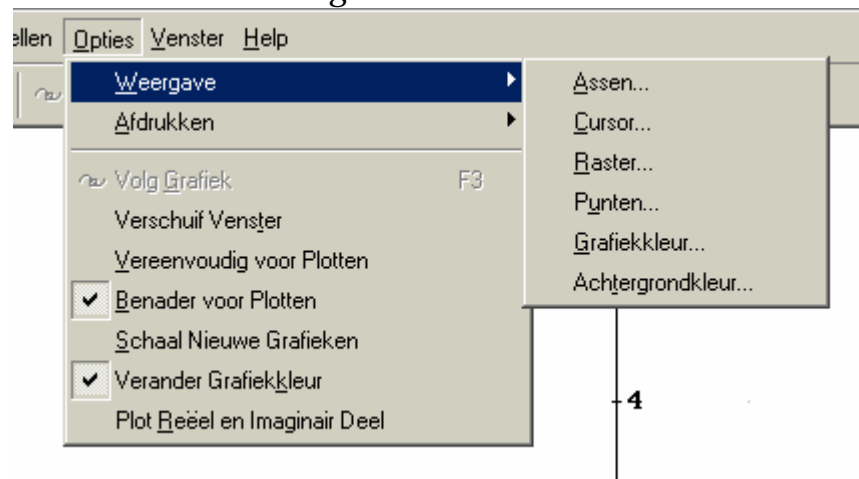 ellen Opties Venster Help
Weergave
Afdrukken
Volg Grafiek F3
Verschuif Venster
Vereenvoudig voor Plotten
Benader voor Plotten
Schaal Nieuwe Grafieken
Verander Grafiekkleur
Plot Reëel en Imaginair Deel
Assen...
Cursor...
Raster...
Punten...
Grafiekkleur...
Achtergrondkleur...
4